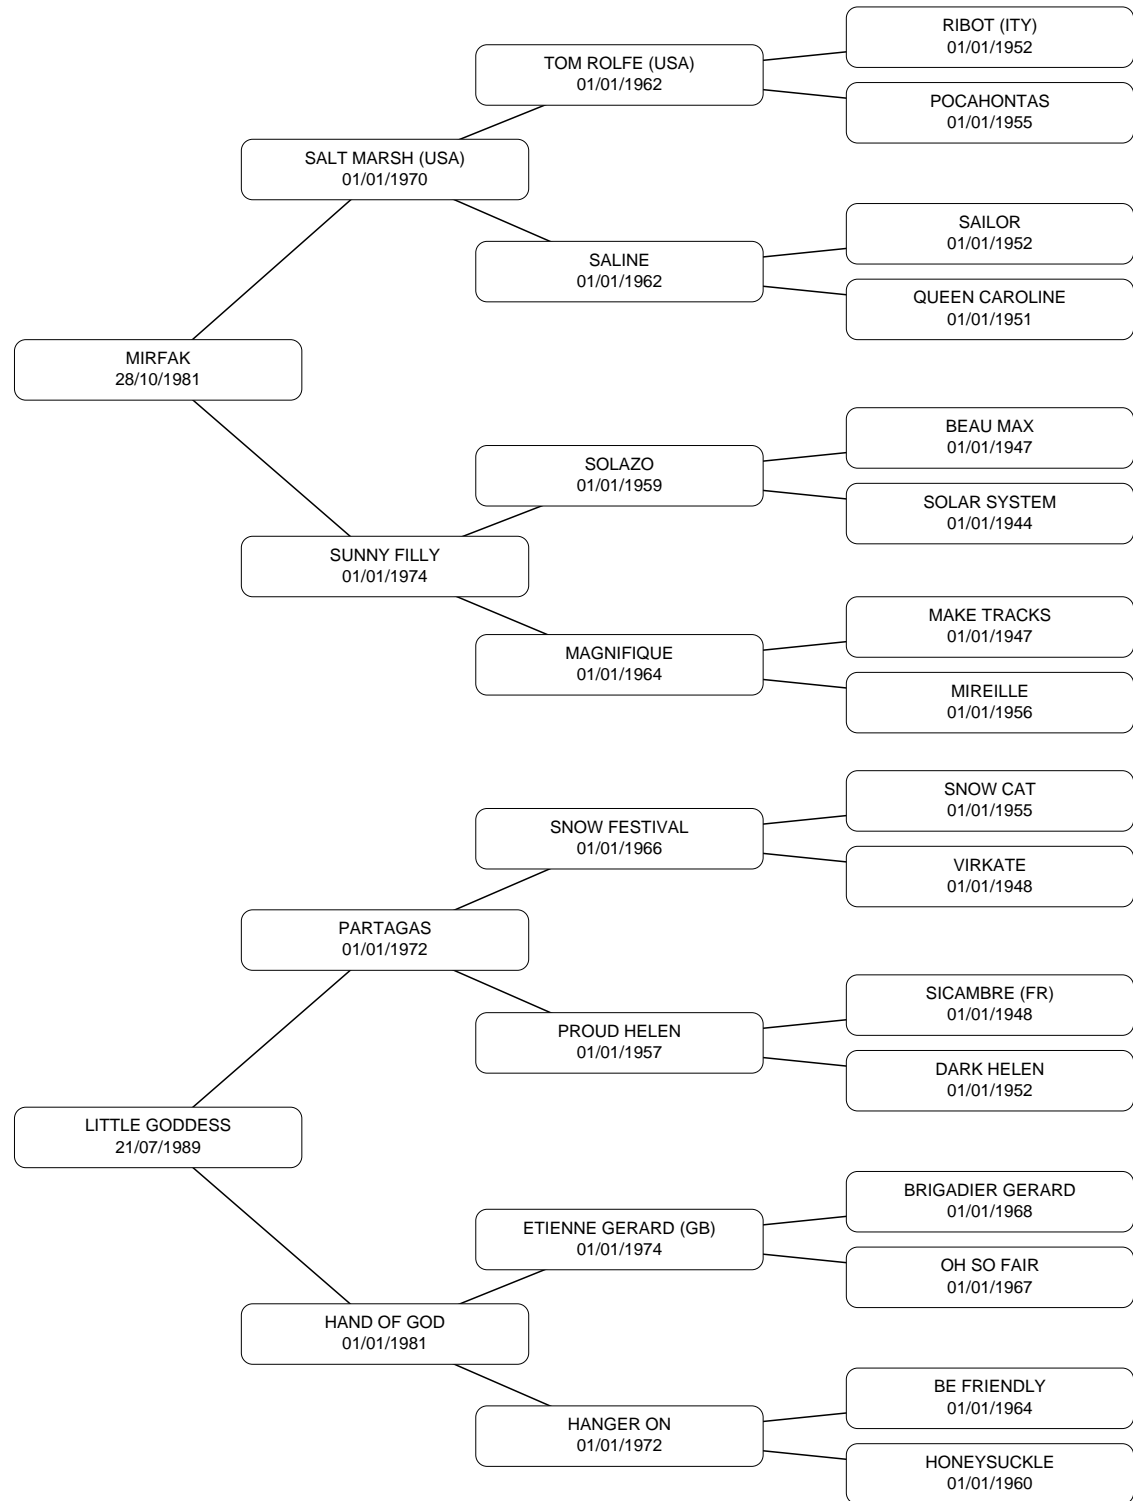 RIBOT (ITY)
01/01/1952
TOM ROLFE (USA)
01/01/1962
POCAHONTAS
01/01/1955
SALT MARSH (USA)
01/01/1970
SAILOR
01/01/1952
SALINE
01/01/1962
QUEEN CAROLINE
01/01/1951
MIRFAK
28/10/1981
BEAU MAX
01/01/1947
SOLAZO
01/01/1959
SOLAR SYSTEM
01/01/1944
SUNNY FILLY
01/01/1974
MAKE TRACKS
01/01/1947
MAGNIFIQUE
01/01/1964
MIREILLE
01/01/1956
SNOW CAT
01/01/1955
SNOW FESTIVAL
01/01/1966
VIRKATE
01/01/1948
PARTAGAS
01/01/1972
SICAMBRE (FR)
01/01/1948
PROUD HELEN
01/01/1957
DARK HELEN
01/01/1952
LITTLE GODDESS
21/07/1989
BRIGADIER GERARD
01/01/1968
ETIENNE GERARD (GB)
01/01/1974
OH SO FAIR
01/01/1967
HAND OF GOD
01/01/1981
BE FRIENDLY
01/01/1964
HANGER ON
01/01/1972
HONEYSUCKLE
01/01/1960